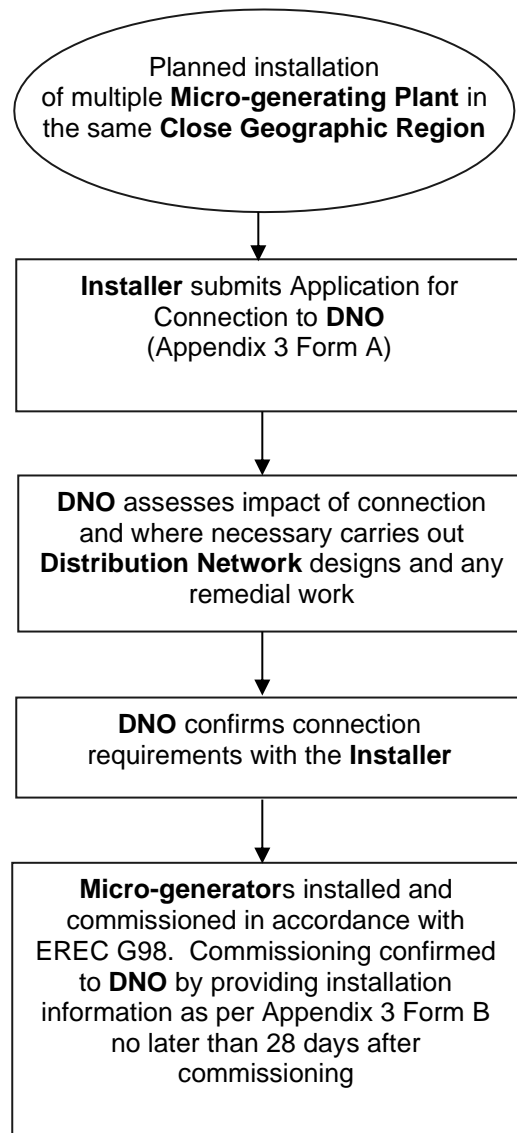 Planned installation
of multiple Micro-generating Plant in
the same Close Geographic Region
Installer submits Application for
Connection to DNO
(Appendix 3 Form A)
DNO assesses impact of connection
and where necessary carries out
Distribution Network designs and any
remedial work
DNO confirms connection
requirements with the Installer
Micro-generators installed and
commissioned in accordance with
EREC G98.  Commissioning confirmed
to DNO by providing installation
information as per Appendix 3 Form B
no later than 28 days after
commissioning